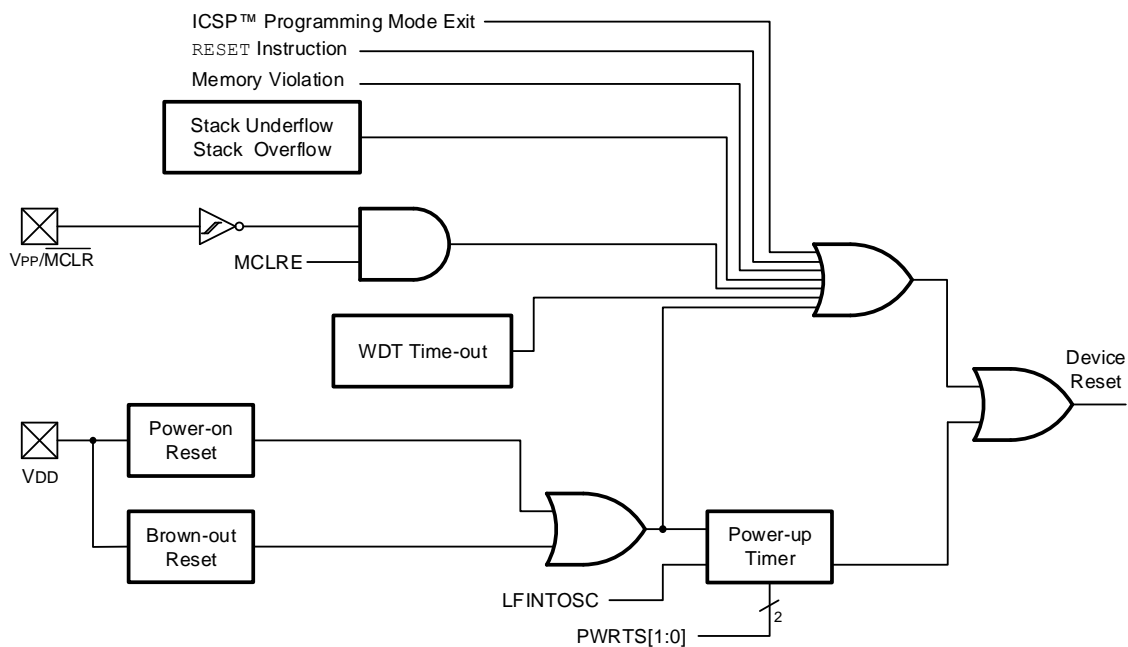 ICSP™ Programming Mode Exit
RESET Instruction
Memory Violation
Stack Underflow
Stack Overflow
VPP/MCLR
MCLRE
WDT Time-out
Device
Reset
Power-on
Reset
VDD
Brown-out
Reset
Power-up
Timer
LFINTOSC
2
PWRTS[1:0]